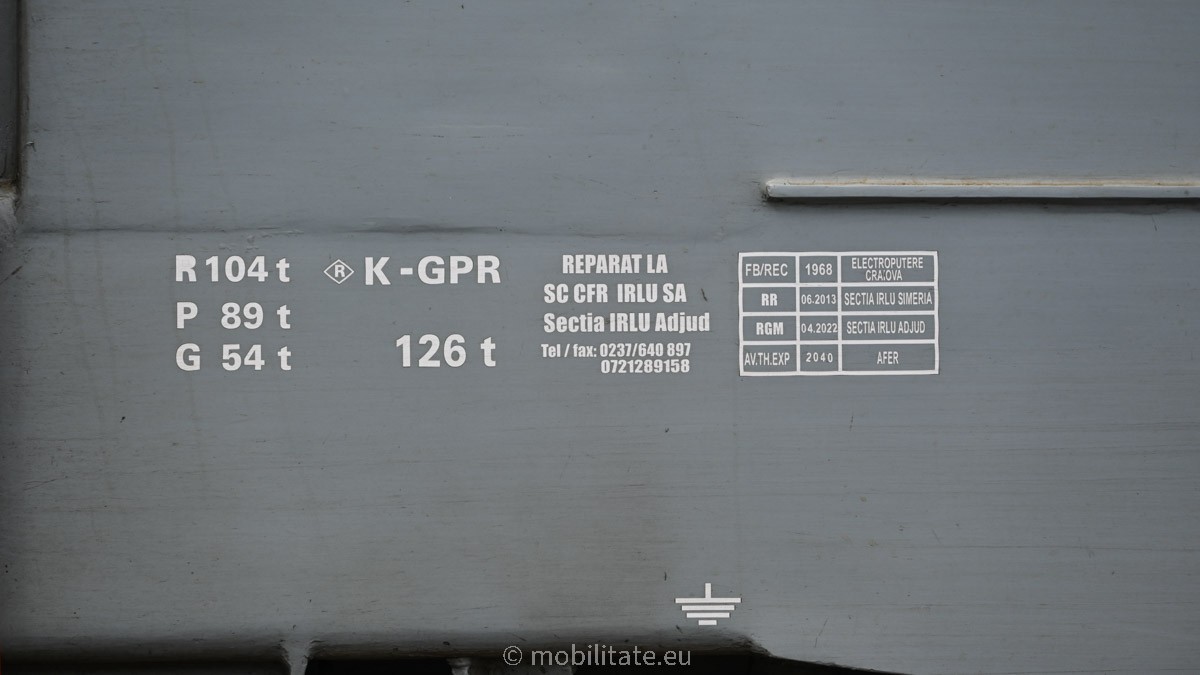 R 104 t
P 89 t
G 54 t
R K-GPR
126 t
REPARAT LA
SC CFR IRLU SA
Sectia IRLU Adjud
Tel / fax: 0237/640 897
0721289158
FB/REC 1968 ELECTROPUTERE CRAIOVA
RR 06.2013 SECTIA IRLU SIMERIA
RGM 04.2022 SECTIA IRLU ADJUD
AV.TH.EXP 2040 AFER
© mobilitate.eu